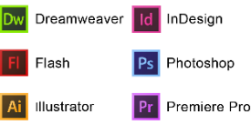 Dw Dreamweaver Id InDesign
Fl Flash Ps Photoshop
Ai Illustrator Pr Premiere Pro